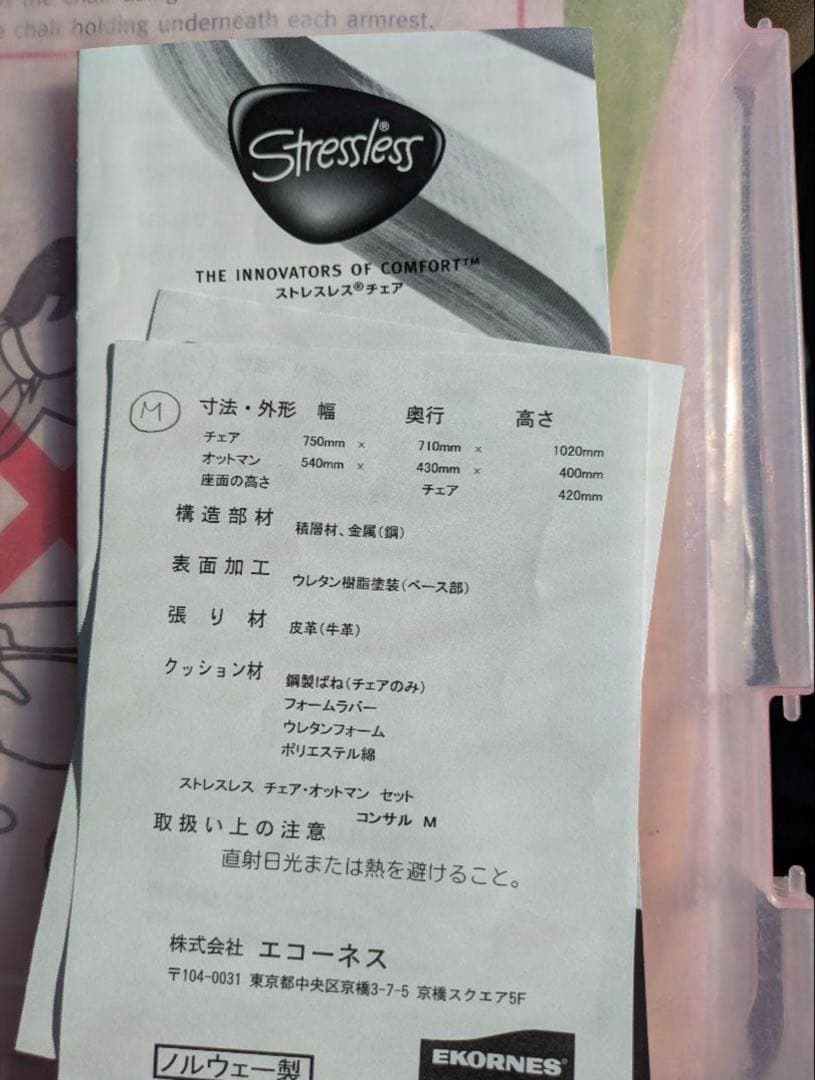 the chair using
e chair holding underneath each armrest.
Stressless®
THE INNOVATORS OF COMFORT™
ストレスレス®チェア
M 寸法・外形 幅 奥行 高さ
チェア 750mm × 710mm × 1020mm
オットマン 540mm × 430mm × 400mm
座面の高さ チェア 420mm
構造部材 積層材、金属(鋼)
表面加工 ウレタン樹脂塗装(ベース部)
張り材 皮革(牛革)
クッション材 鋼製ばね(チェアのみ)
フォームラバー
ウレタンフォーム
ポリエステル綿
ストレスレス チェア・オットマン セット
コンサル M
取扱い上の注意
直射日光または熱を避けること。
株式会社 エコーネス
〒104-0031 東京都中央区京橋3-7-5 京橋スクエア5F
ノルウェー製
EKORNES®